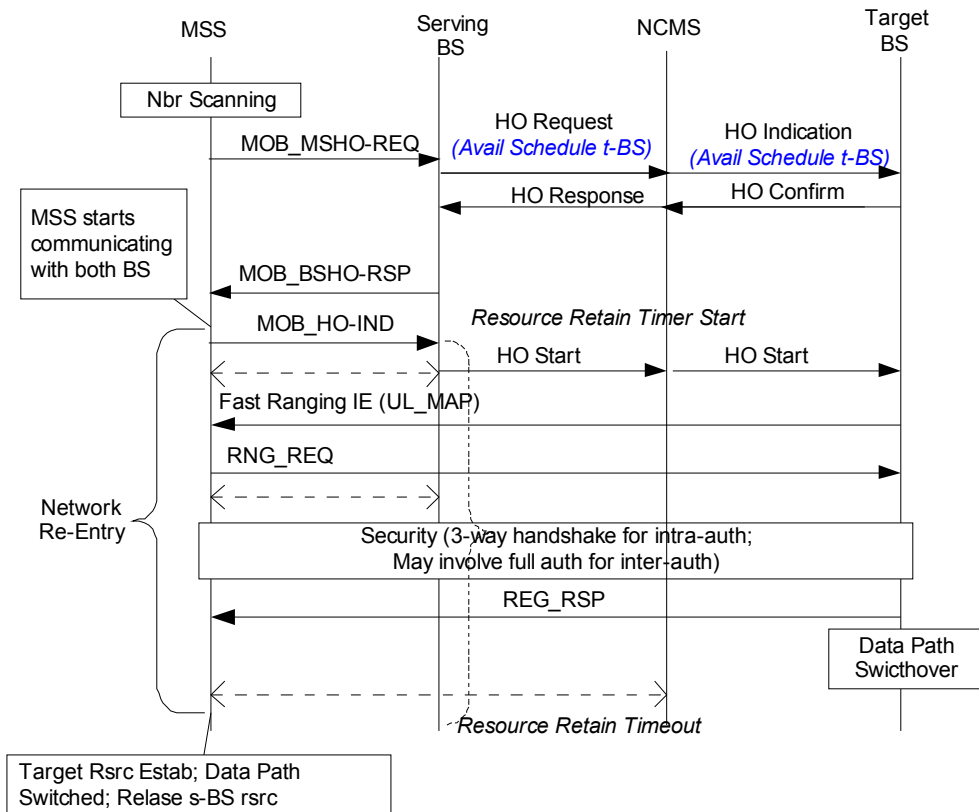 MSS
Serving
BS
NCMS
Target
BS
Nbr Scanning
MOB_MSHO-REQ
HO Request
(Avail Schedule t-BS)
HO Indication
(Avail Schedule t-BS)
HO Response
HO Confirm
MSS starts
communicating
with both BS
MOB_BSHO-RSP
MOB_HO-IND
Resource Retain Timer Start
HO Start
HO Start
Fast Ranging IE (UL_MAP)
RNG_REQ
Network
Re-Entry
Security (3-way handshake for intra-auth;
May involve full auth for inter-auth)
REG_RSP
Data Path
Swicthover
Resource Retain Timeout
Target Rsrc Estab; Data Path
Switched; Relase s-BS rsrc